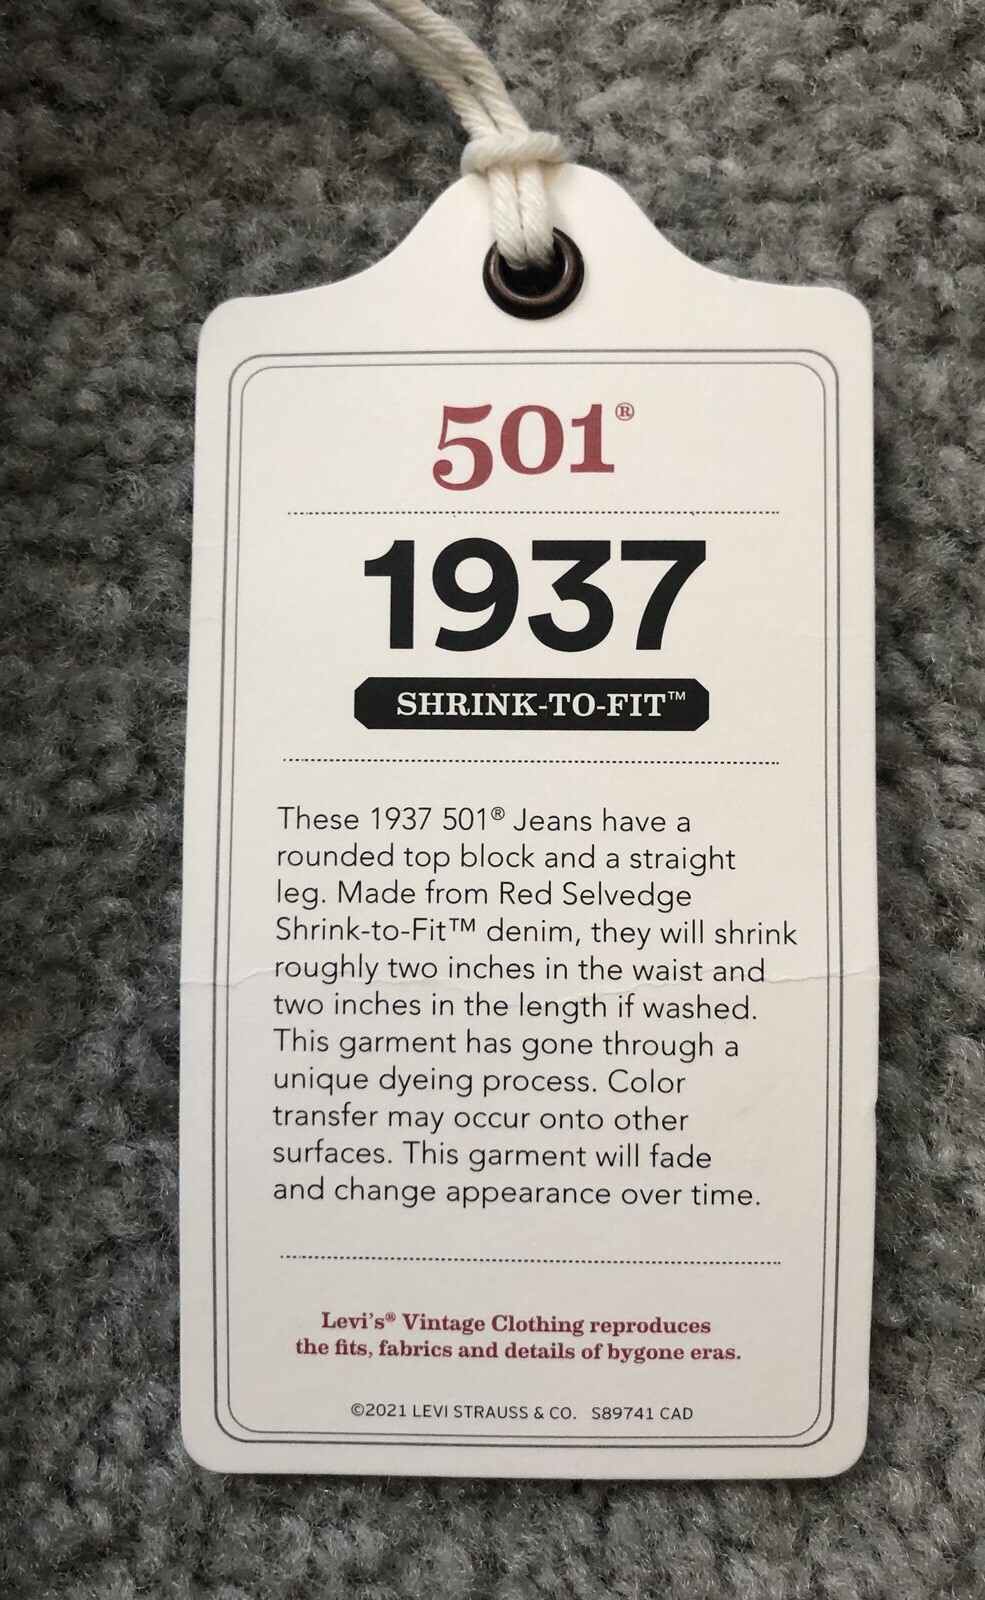 501®
1937
SHRINK-TO-FIT™
These 1937 501® Jeans have a
rounded top block and a straight
leg. Made from Red Selvedge
Shrink-to-Fit™ denim, they will shrink
roughly two inches in the waist and
two inches in the length if washed.
This garment has gone through a
unique dyeing process. Color
transfer may occur onto other
surfaces. This garment will fade
and change appearance over time.
Levi's® Vintage Clothing reproduces
the fits, fabrics and details of bygone eras.
©2021 LEVI STRAUSS & CO. S89741 CAD